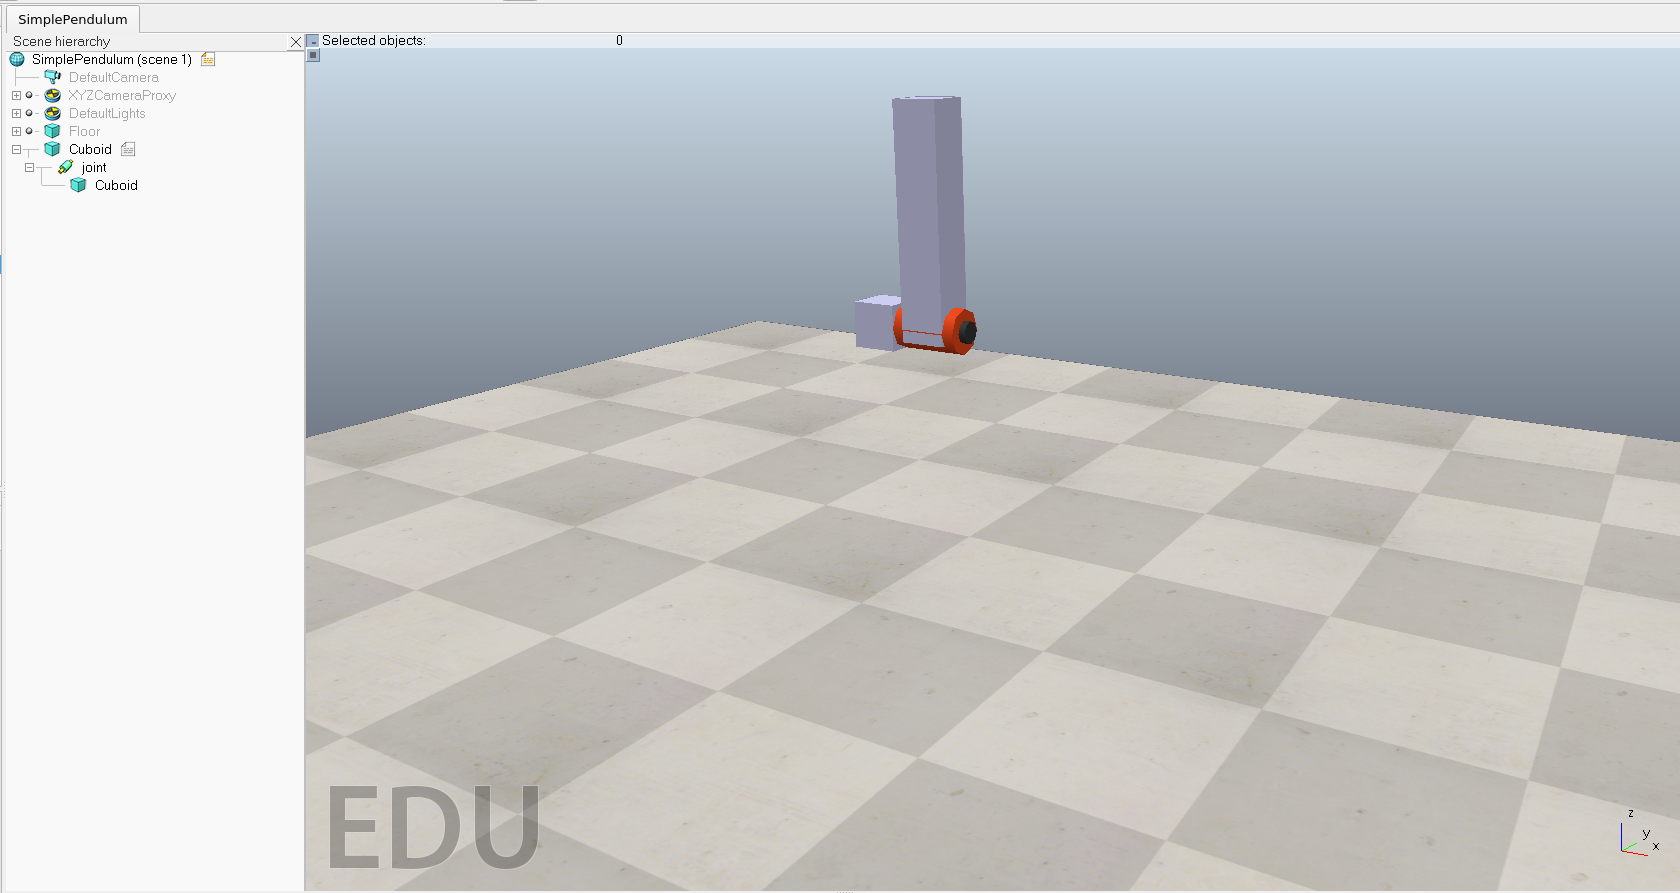 SimplePendulum
Scene hierarchy
Selected objects: 0
SimplePendulum (scene 1)
DefaultCamera
XYZCameraProxy
DefaultLights
Floor
Cuboid
joint
Cuboid
EDU
z
y
x